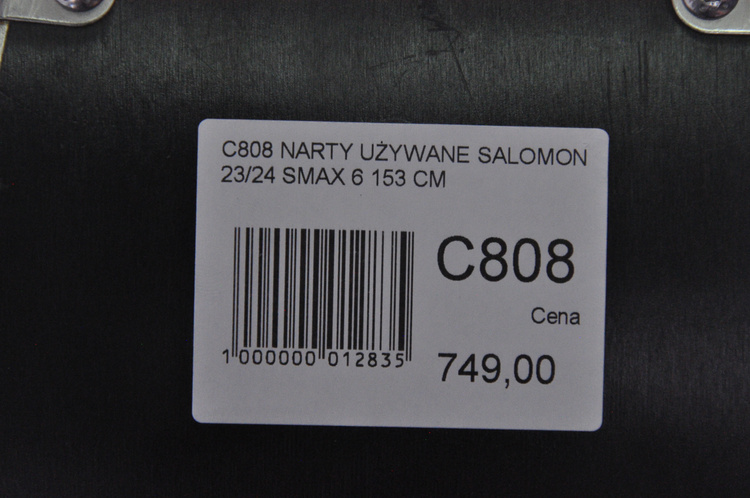 C808 NARTY UŻYWANE SALOMON
23/24 SMAX 6 153 CM
C808
Cena
749,00
1 000000 012835